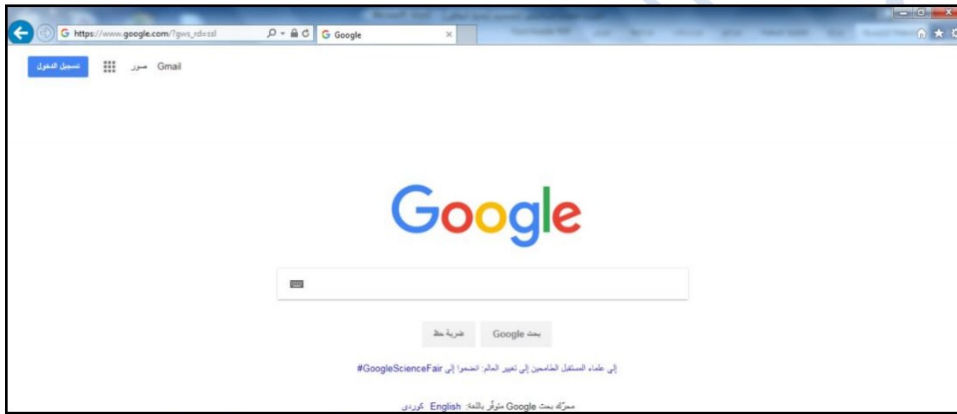 https://www.google.com/?gws_rd=ssl
Google
Gmail صور تسجيل الدخول
Google
بحث Google ضربة حظ
إلى علماء المستقبل الطامحين إلى تغيير العالم: انضموا إلى GoogleScienceFair#
محرّك بحث Google متوفّر باللغة: English كوردی